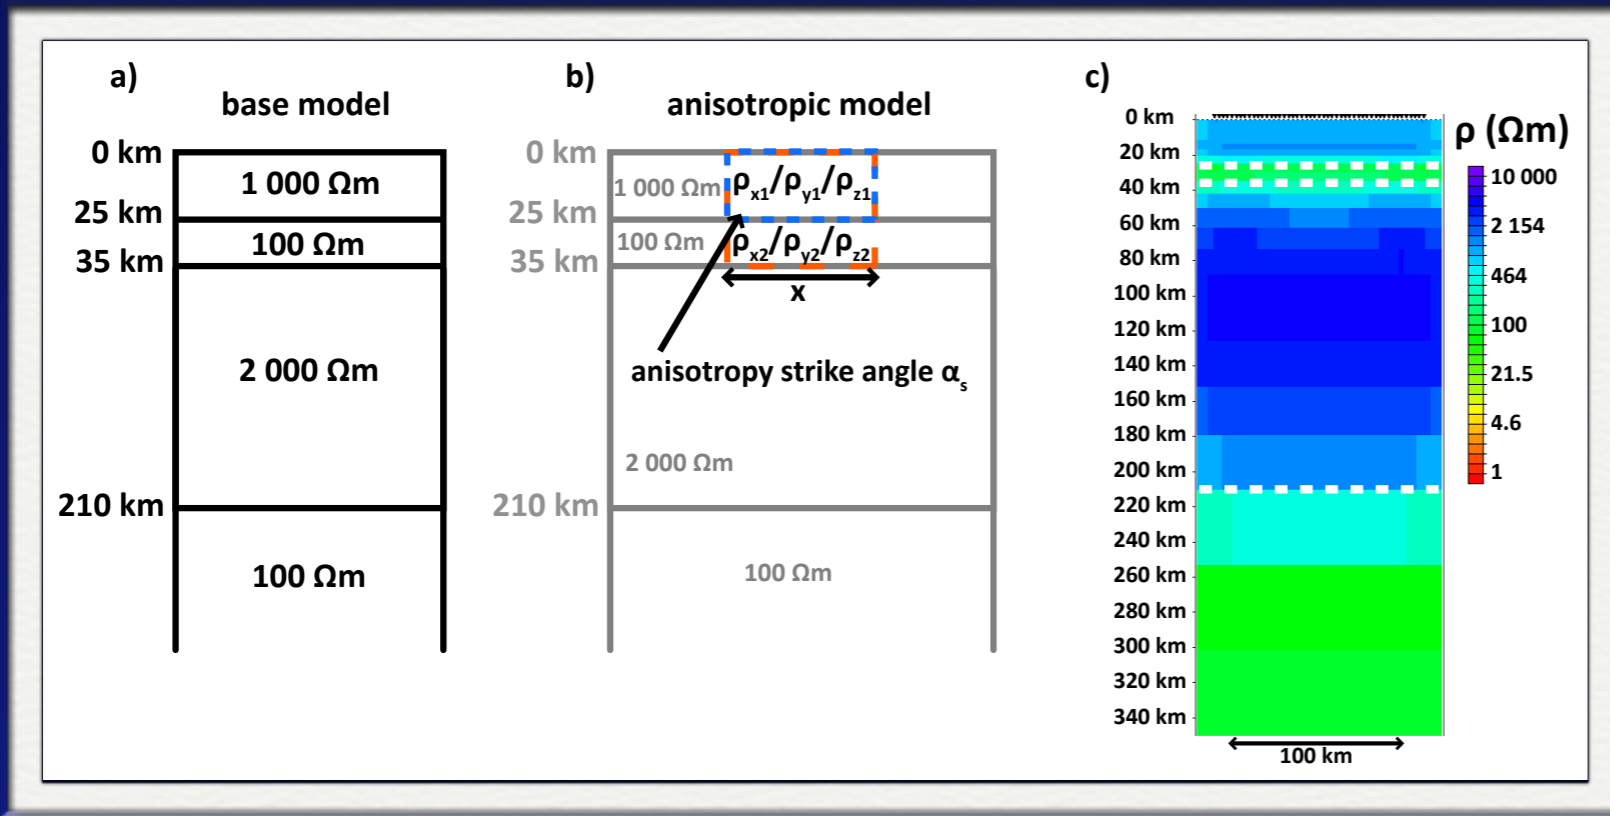 a)
base model
0 km
1 000 Ωm
25 km
100 Ωm
35 km
2 000 Ωm
210 km
100 Ωm
b)
anisotropic model
0 km
1 000 Ωm
ρx1/ρy1/ρz1
25 km
100 Ωm
ρx2/ρy2/ρz2
35 km
x
anisotropy strike angle αs
2 000 Ωm
210 km
100 Ωm
c)
0 km
20 km
40 km
60 km
80 km
100 km
120 km
140 km
160 km
180 km
200 km
220 km
240 km
260 km
280 km
300 km
320 km
340 km
100 km
ρ (Ωm)
10 000
2 154
464
100
21.5
4.6
1